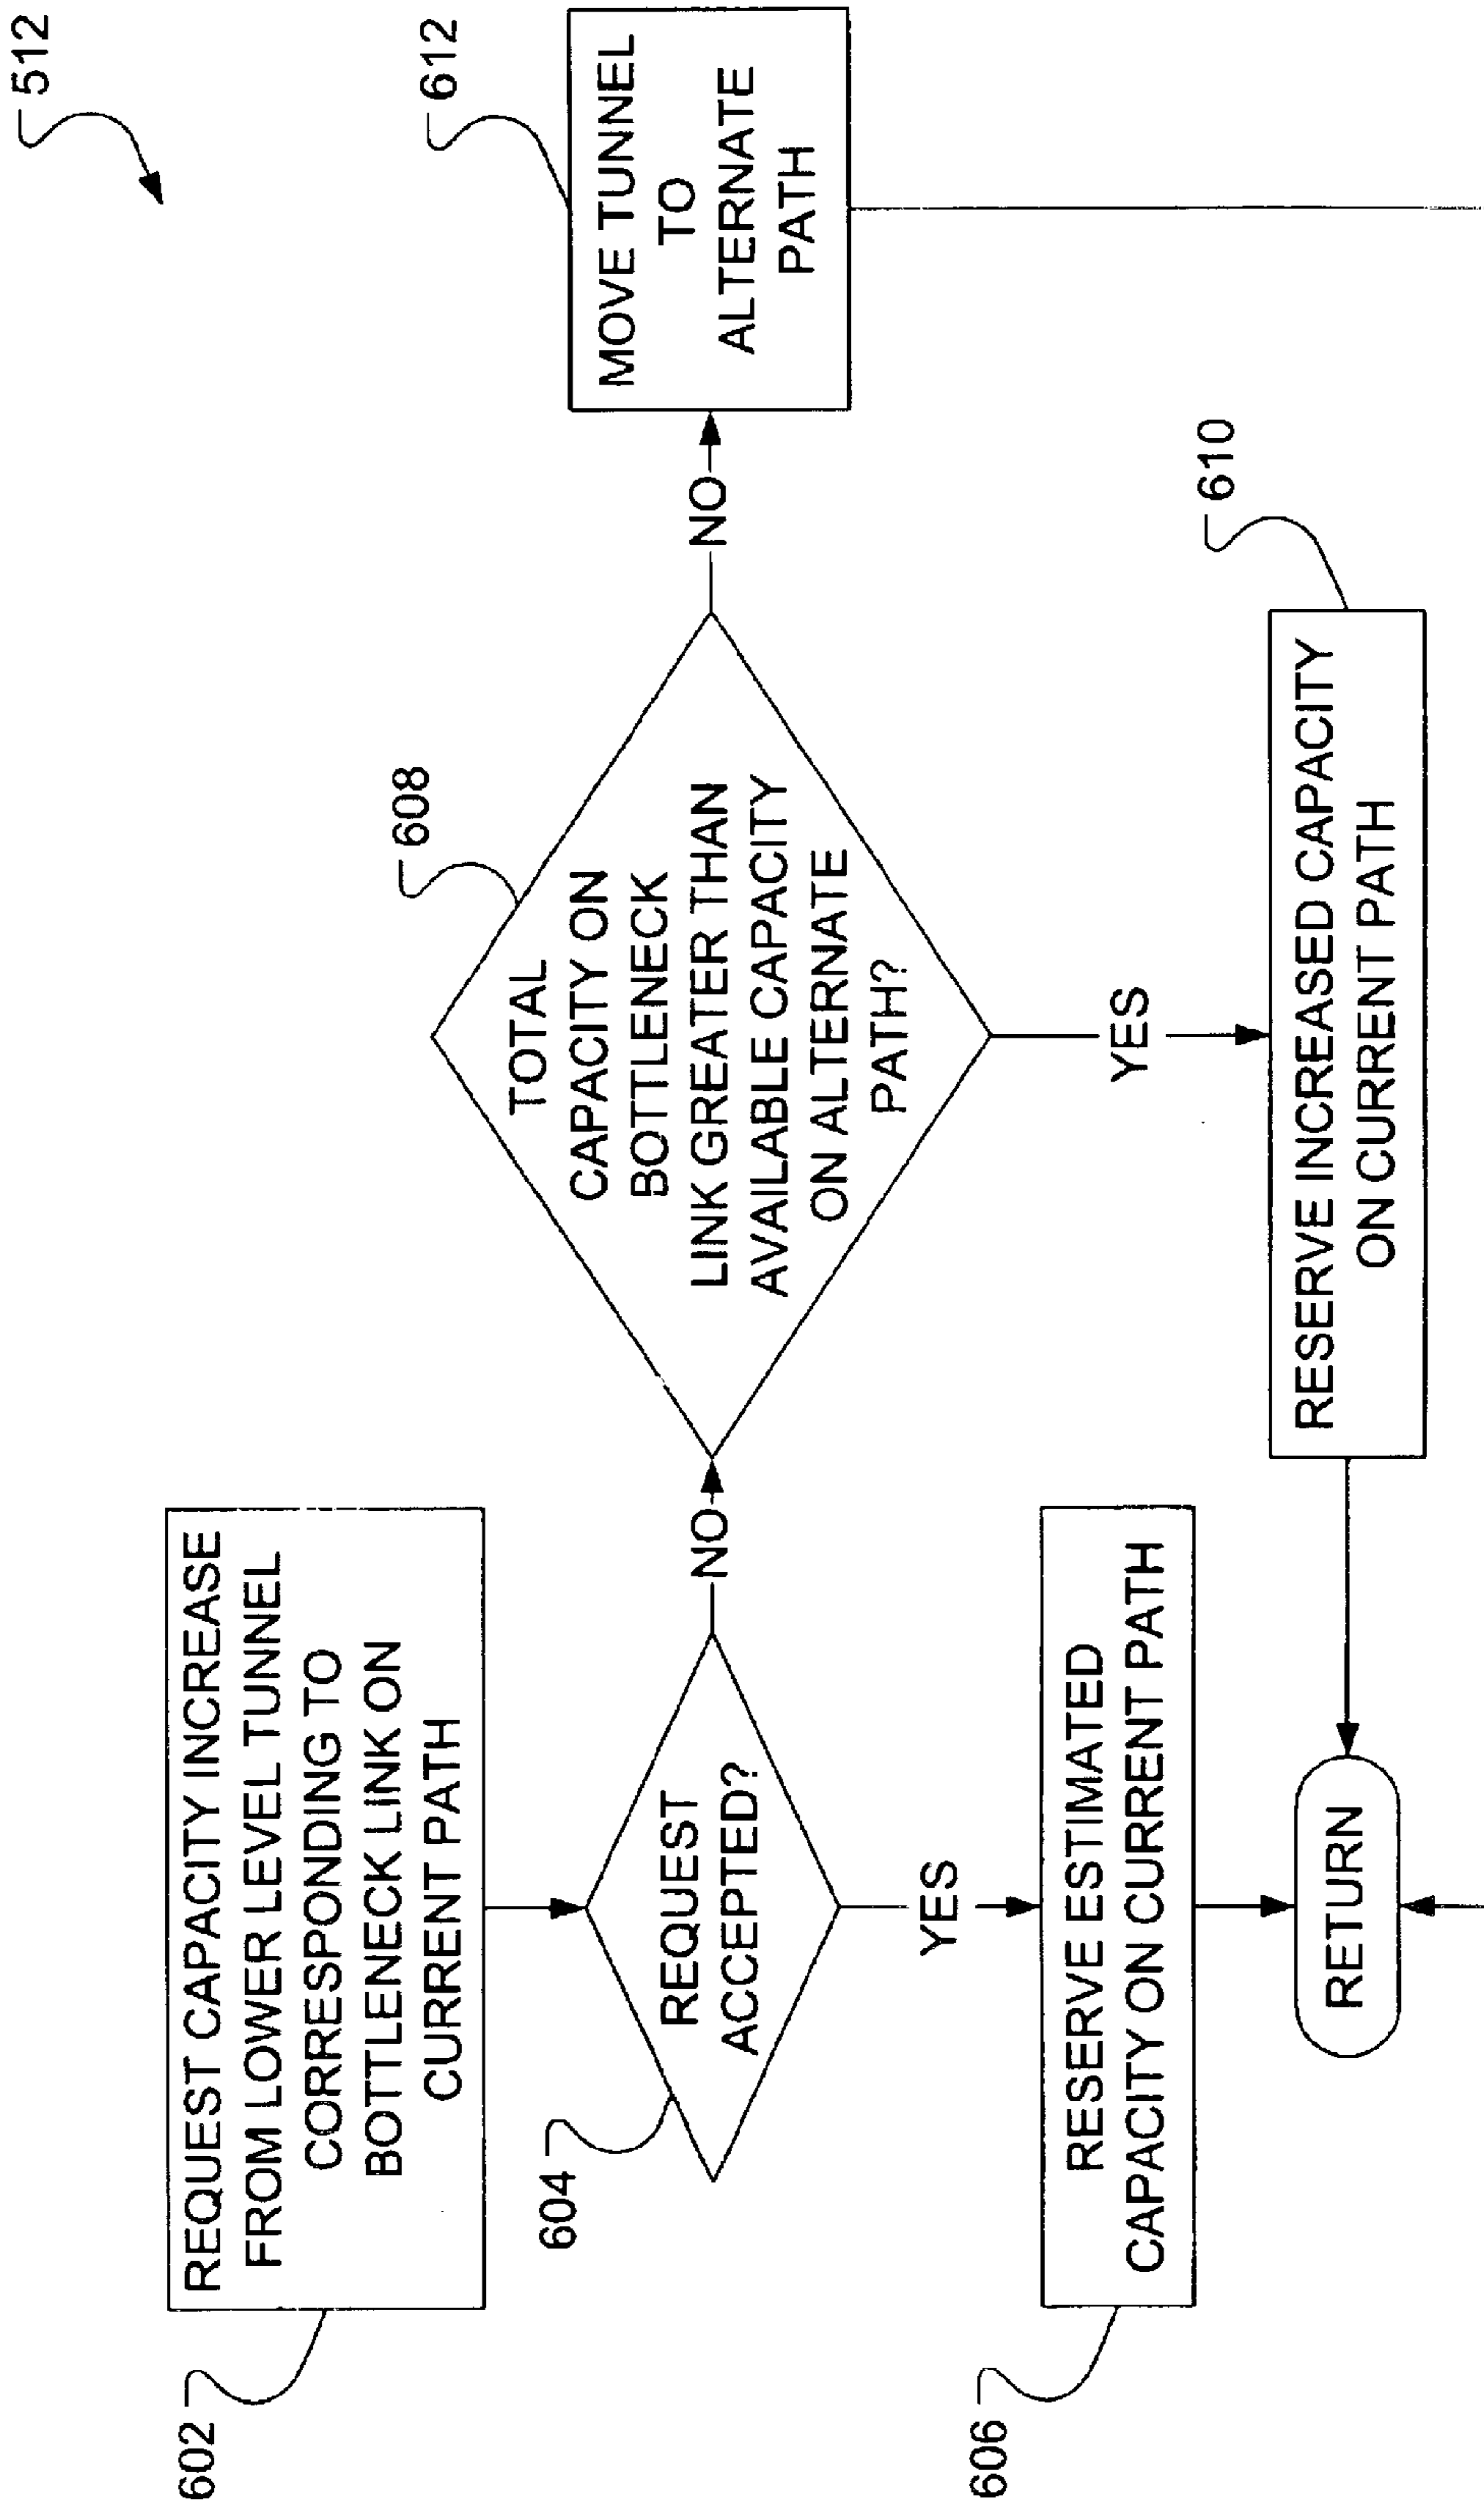 512
602
REQUEST CAPACITY INCREASE
FROM LOWER LEVEL TUNNEL
CORRESPONDING TO
BOTTLENECK LINK ON
CURRENT PATH
604
REQUEST
ACCEPTED?
NO
YES
606
RESERVE ESTIMATED
CAPACITY ON CURRENT PATH
608
TOTAL
CAPACITY ON
BOTTLENECK
LINK GREATER THAN
AVAILABLE CAPACITY
ON ALTERNATE
PATH?
NO
YES
612
MOVE TUNNEL
TO
ALTERNATE
PATH
610
RESERVE INCREASED CAPACITY
ON CURRENT PATH
RETURN